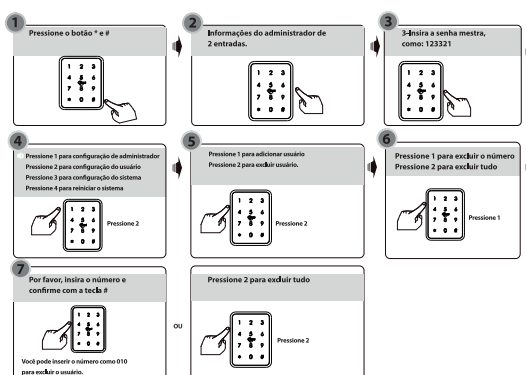 1
Pressione o botão * e #
1 2 3
4 5 6
7 8 9
* 0 #
2
Informações do administrador de
2 entradas.
1 2 3
4 5 6
7 8 9
* 0 #
3
3-Insira a senha mestra,
como: 123321
1 2 3
4 5 6
7 8 9
* 0 #
4
Pressione 1 para configuração de administrador
Pressione 2 para configuração do usuário
Pressione 3 para configuração do sistema
Pressione 4 para reiniciar o sistema
1 2 3
4 5 6
7 8 9
* 0 #
Pressione 2
5
Pressione 1 para adicionar usuário
Pressione 2 para excluir usuário.
1 2 3
4 5 6
7 8 9
* 0 #
Pressione 2
6
Pressione 1 para excluir o número
Pressione 2 para excluir tudo
1 2 3
4 5 6
7 8 9
* 0 #
Pressione 1
7
Por favor, insira o número e
confirme com a tecla #
1 2 3
4 5 6
7 8 9
* 0 #
Você pode inserir o número como 010
para excluir o usuário.
OU
Pressione 2 para excluir tudo
1 2 3
4 5 6
7 8 9
* 0 #
Pressione 2